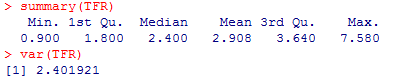 > summary(TFR)
Min. 1st Qu. Median Mean 3rd Qu. Max.
0.900 1.800 2.400 2.908 3.640 7.580
> var(TFR)
[1] 2.401921